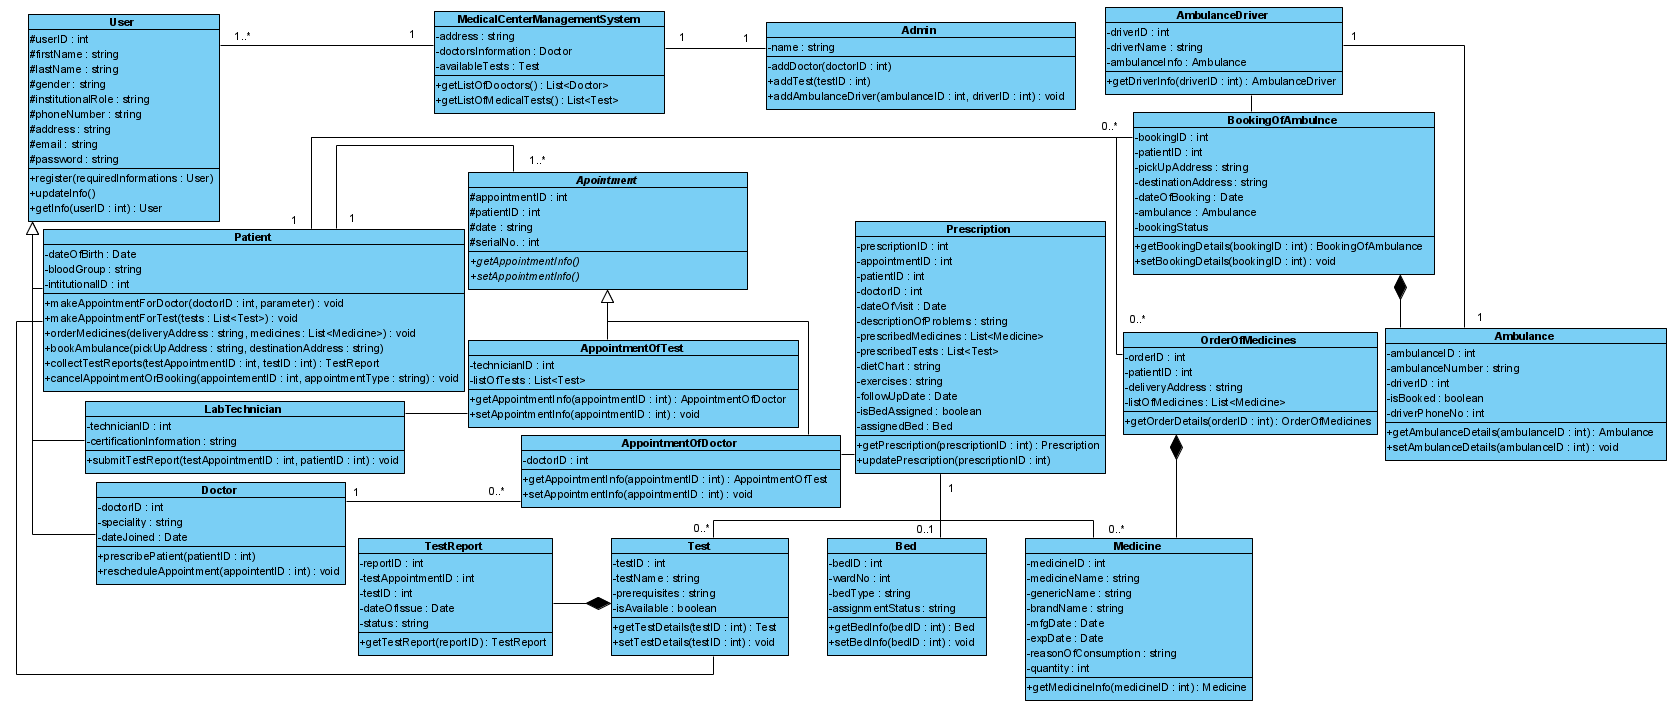 User
#userID : int
#firstName : string
#lastName : string
#gender : string
#institutionalRole : string
#phoneNumber : string
#address : string
#email : string
#password : string
+register(requiredInformations : User)
+updateInfo()
+getInfo(userID : int) : User
1..*
1
MedicalCenterManagementSystem
-address : string
-doctorsInformation : Doctor
-availableTests : Test
+getListOfDooctors() : List<Doctor>
+getListOfMedicalTests() : List<Test>
1
1
Admin
-name : string
-addDoctor(doctorID : int)
+addTest(testID : int)
+addAmbulanceDriver(ambulanceID : int, driverID : int) : void
AmbulanceDriver
-driverID : int
-driverName : string
-ambulanceInfo : Ambulance
+getDriverInfo(driverID : int) : AmbulanceDriver
1
0..*
BookingOfAmbulnce
-bookingID : int
-patientID : int
-pickUpAddress : string
-destinationAddress : string
-dateOfBooking : Date
-ambulance : Ambulance
-bookingStatus
+getBookingDetails(bookingID : int) : BookingOfAmbulance
+setBookingDetails(bookingID : int) : void
1..*
Apointment
#appointmentID : int
#patientID : int
#date : string
#serialNo. : int
+getAppointmentInfo()
+setAppointmentInfo()
1
1
Patient
-dateOfBirth : Date
-bloodGroup : string
-intitutionalID : int
+makeAppointmentForDoctor(doctorID : int, parameter) : void
+makeAppointmentForTest(tests : List<Test>) : void
+orderMedicines(deliveryAddress : string, medicines : List<Medicine>) : void
+bookAmbulance(pickUpAddress : string, destinationAddress : string)
+collectTestReports(testAppointmentID : int, testID : int) : TestReport
+cancelAppointmentOrBooking(appointementID : int, appointmentType : string) : void
Prescription
-prescriptionID : int
-appointmentID : int
-patientID : int
-doctorID : int
-dateOfVisit : Date
-descriptionOfProblems : string
-prescribedMedicines : List<Medicine>
-prescribedTests : List<Test>
-dietChart : string
-exercises : string
-followUpDate : Date
-isBedAssigned : boolean
-assignedBed : Bed
+getPrescription(prescriptionID : int) : Prescription
+updatePrescription(prescriptionID : int)
0..*
OrderOfMedicines
-orderID : int
-patientID : int
-deliveryAddress : string
-listOfMedicines : List<Medicine>
+getOrderDetails(orderID : int) : OrderOfMedicines
1
Ambulance
-ambulanceID : int
-ambulanceNumber : string
-driverID : int
-isBooked : boolean
-driverPhoneNo : int
+getAmbulanceDetails(ambulanceID : int) : Ambulance
+setAmbulanceDetails(ambulanceID : int) : void
AppointmentOfTest
-technicianID : int
-listOfTests : List<Test>
+getAppointmentInfo(appointmentID : int) : AppointmentOfDoctor
+setAppointmentInfo(appointmentID : int) : void
LabTechnician
-technicianID : int
-certificationInformation : string
+submitTestReport(testAppointmentID : int, patientID : int) : void
AppointmentOfDoctor
-doctorID : int
+getAppointmentInfo(appointmentID : int) : AppointmentOfTest
+setAppointmentInfo(appointmentID : int) : void
Doctor
-doctorID : int
-speciality : string
-dateJoined : Date
+prescribePatient(patientID : int)
+rescheduleAppointment(appointentID : int) : void
1
0..*
1
0..*
0..1
0..*
TestReport
-reportID : int
-testAppointmentID : int
-testID : int
-dateOfIssue : Date
-status : string
+getTestReport(reportID) : TestReport
Test
-testID : int
-testName : string
-prerequisites : string
-isAvailable : boolean
+getTestDetails(testID : int) : Test
+setTestDetails(testID : int) : void
Bed
-bedID : int
-wardNo : int
-bedType : string
-assignmentStatus : string
+getBedInfo(bedID : int) : Bed
+setBedInfo(bedID : int) : void
Medicine
-medicineID : int
-medicineName : string
-genericName : string
-brandName : string
-mfgDate : Date
-expDate : Date
-reasonOfConsumption : string
-quantity : int
+getMedicineInfo(medicineID : int) : Medicine